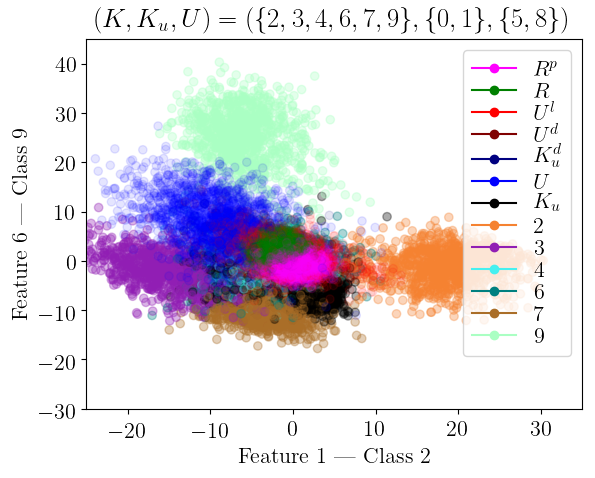 (K, K_u, U) = ({2, 3, 4, 6, 7, 9}, {0, 1}, {5, 8})
40
30
20
10
0
−10
−20
−30
Feature 6 — Class 9
R^p
R
U^l
U^d
K_u^d
U
K_u
2
3
4
6
7
9
−20 −10 0 10 20 30
Feature 1 — Class 2